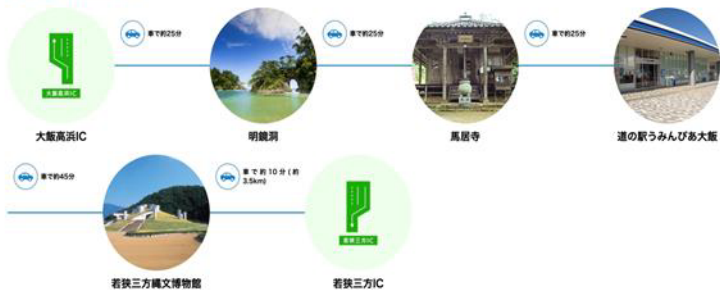 車で約25分
車で約25分
車で約25分
大飯高浜IC
大飯高浜IC
明鏡洞
馬居寺
道の駅うみんぴあ大飯
車で約45分
車で約10分(約
3.5km)
若狭三方IC
若狭三方縄文博物館
若狭三方IC